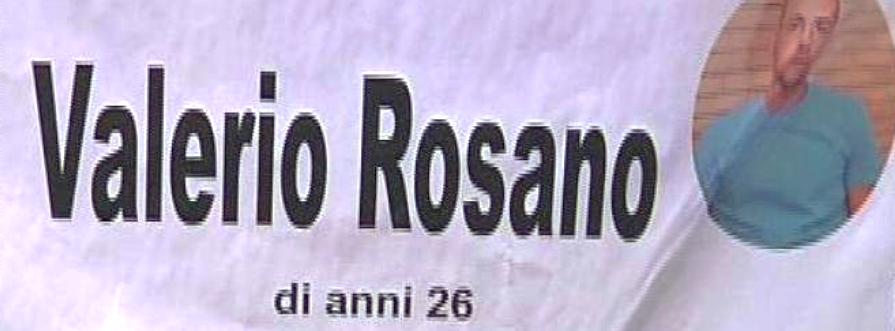 Valerio Rosano
di anni 26